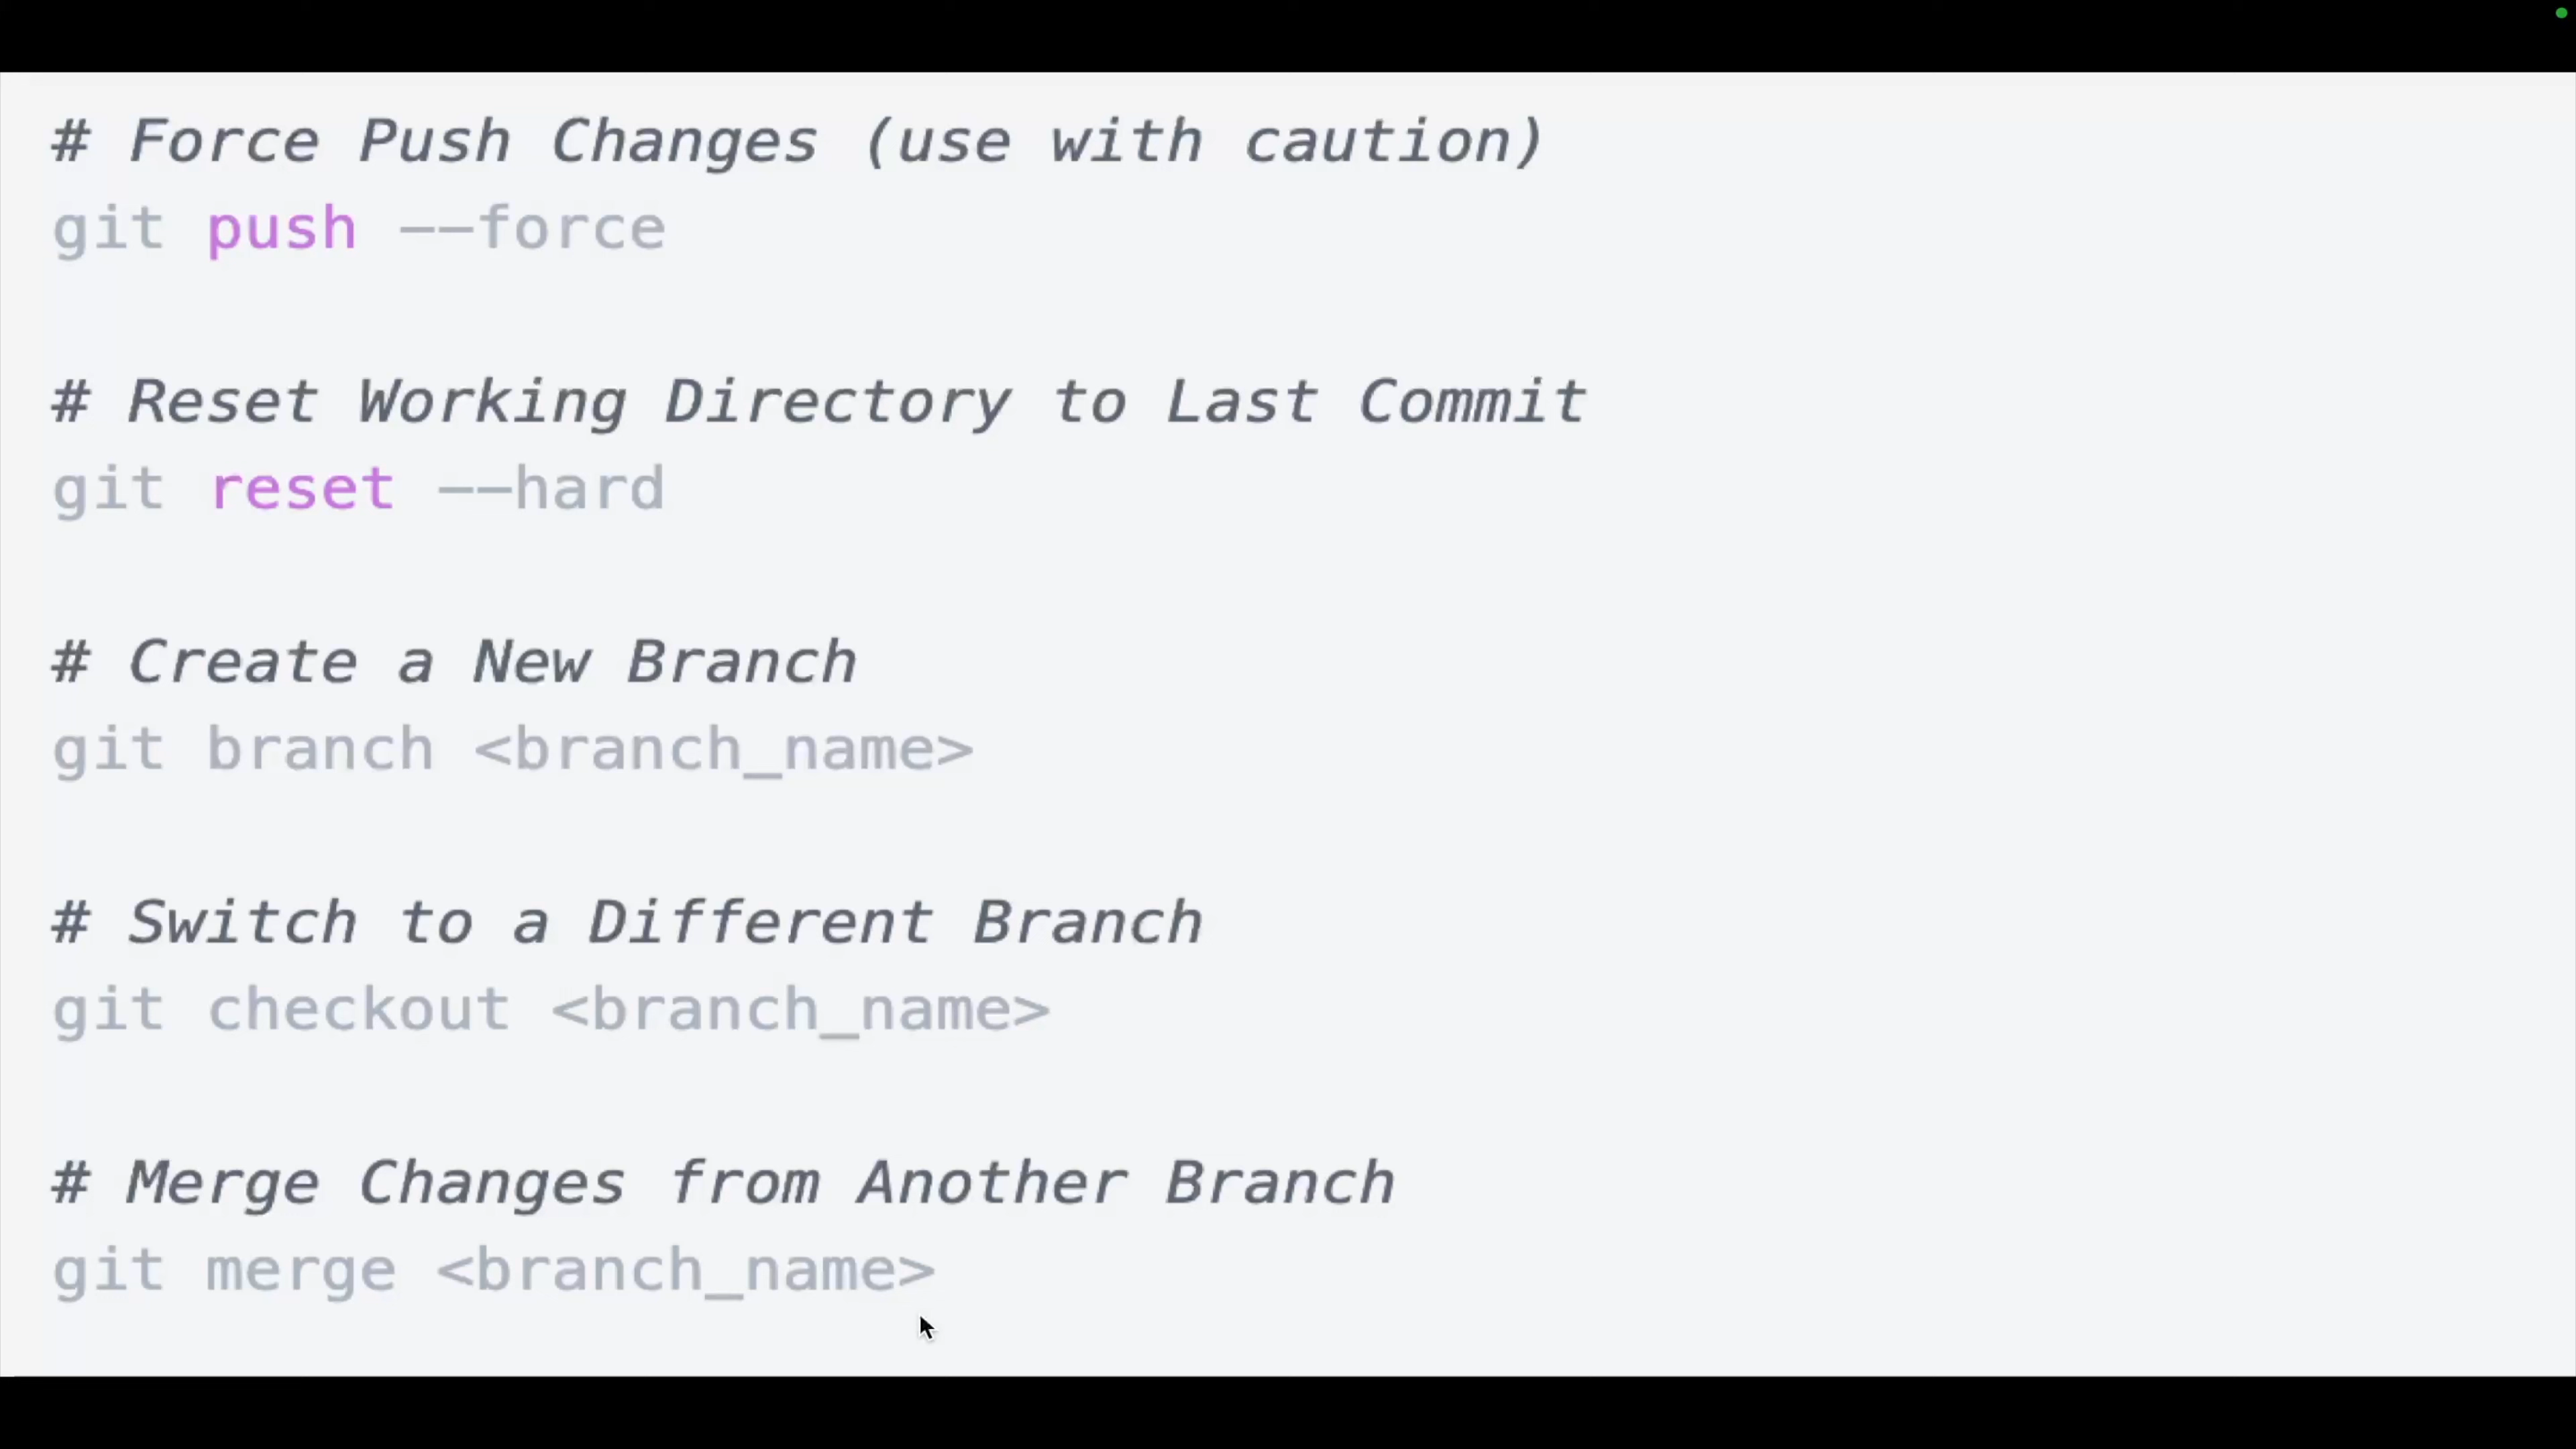 # Force Push Changes (use with caution)
git push --force
# Reset Working Directory to Last Commit
git reset --hard
# Create a New Branch
git branch <branch_name>
# Switch to a Different Branch
git checkout <branch_name>
# Merge Changes from Another Branch
git merge <branch_name>